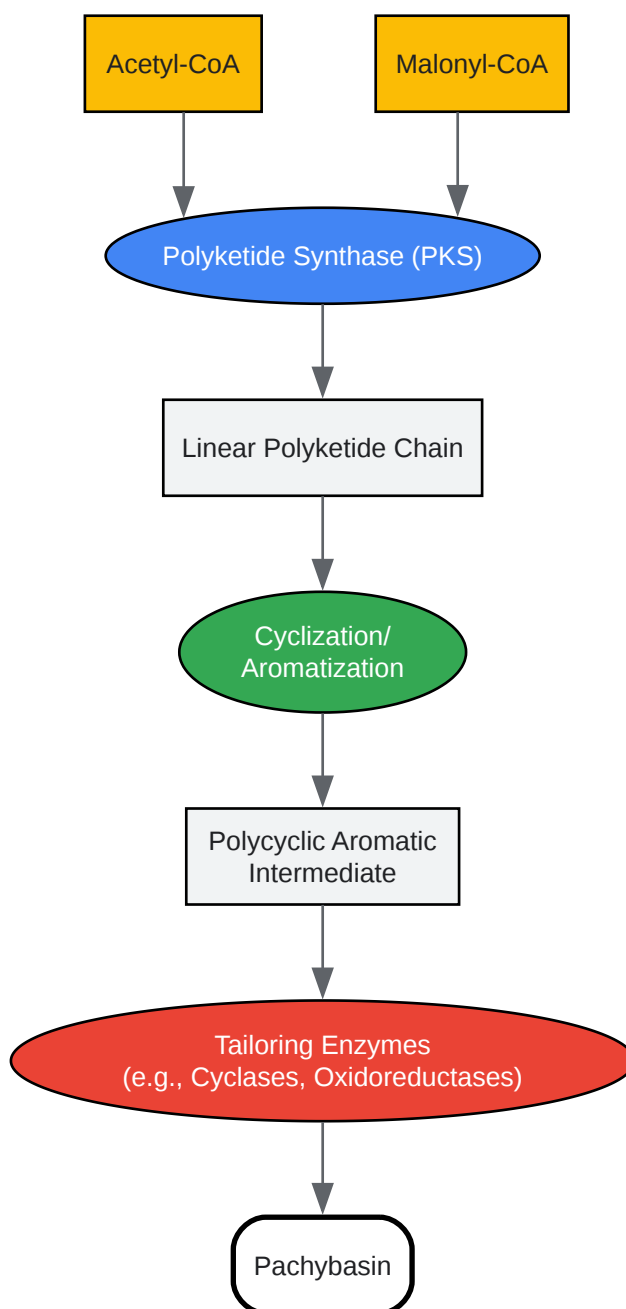 Acetyl-CoA
Malonyl-CoA
Polyketide Synthase (PKS)
Linear Polyketide Chain
Cyclization/
Aromatization
Polycyclic Aromatic
Intermediate
Tailoring Enzymes
(e.g., Cyclases, Oxidoreductases)
Pachybasin